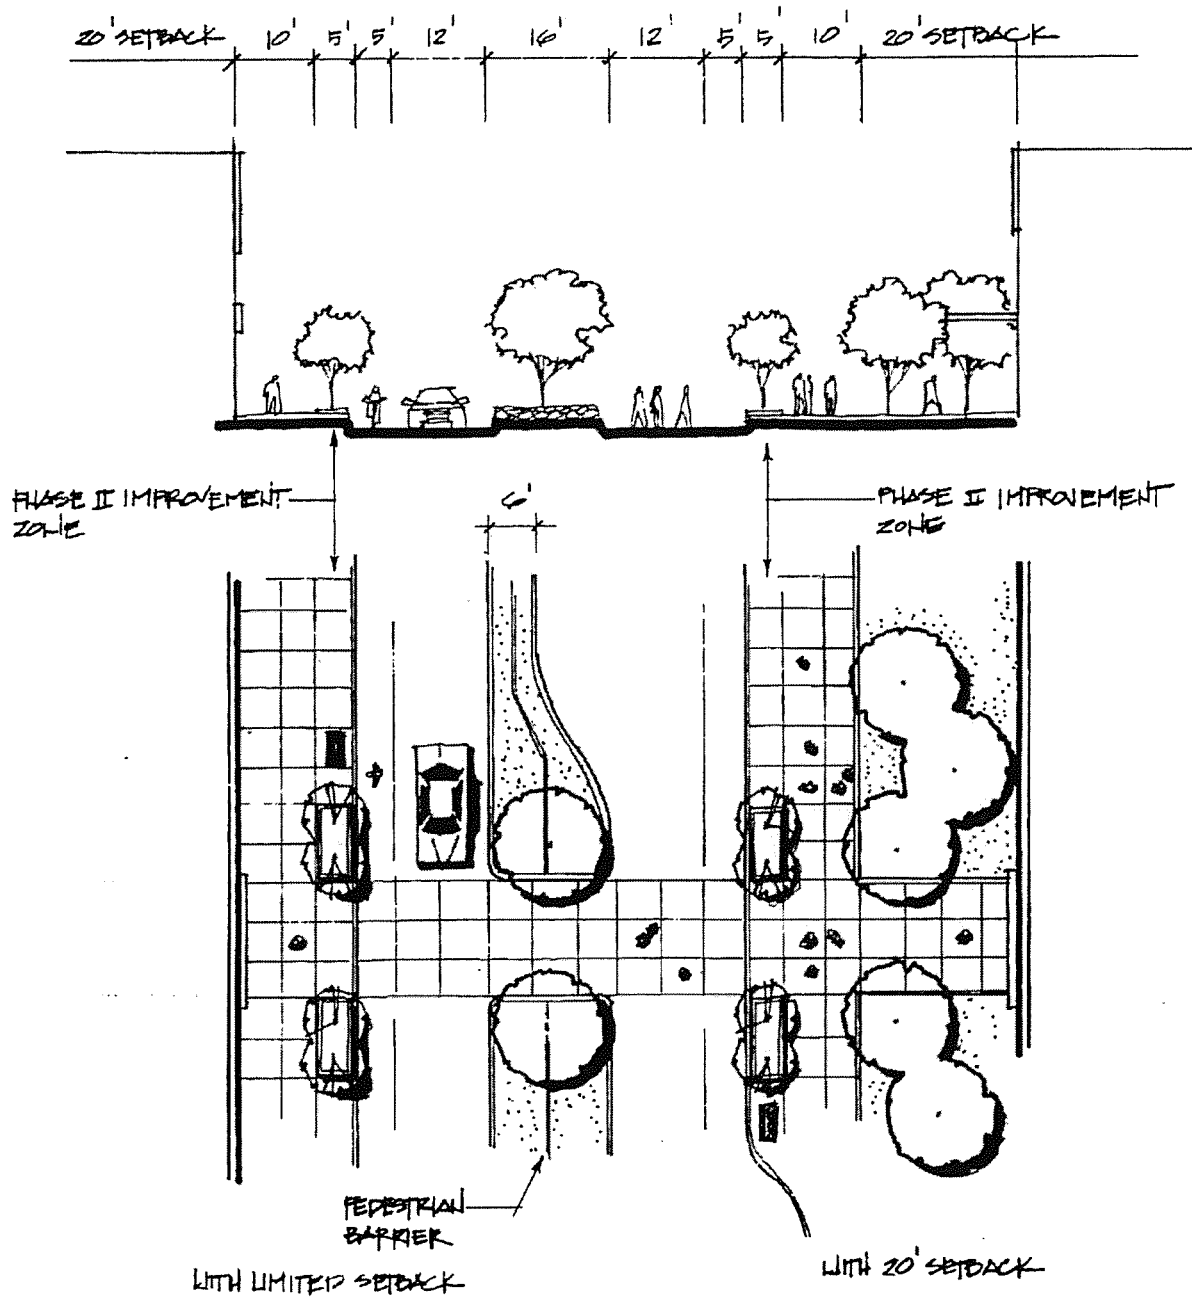 20' SETBACK 10' 5' 5' 12' 16' 12' 5' 5' 10' 20' SETBACK
PHASE II IMPROVEMENT
ZONE
6'
PHASE II IMPROVEMENT
ZONE
PEDESTRIAN
BARRIER
WITH LIMITED SETBACK
WITH 20' SETBACK